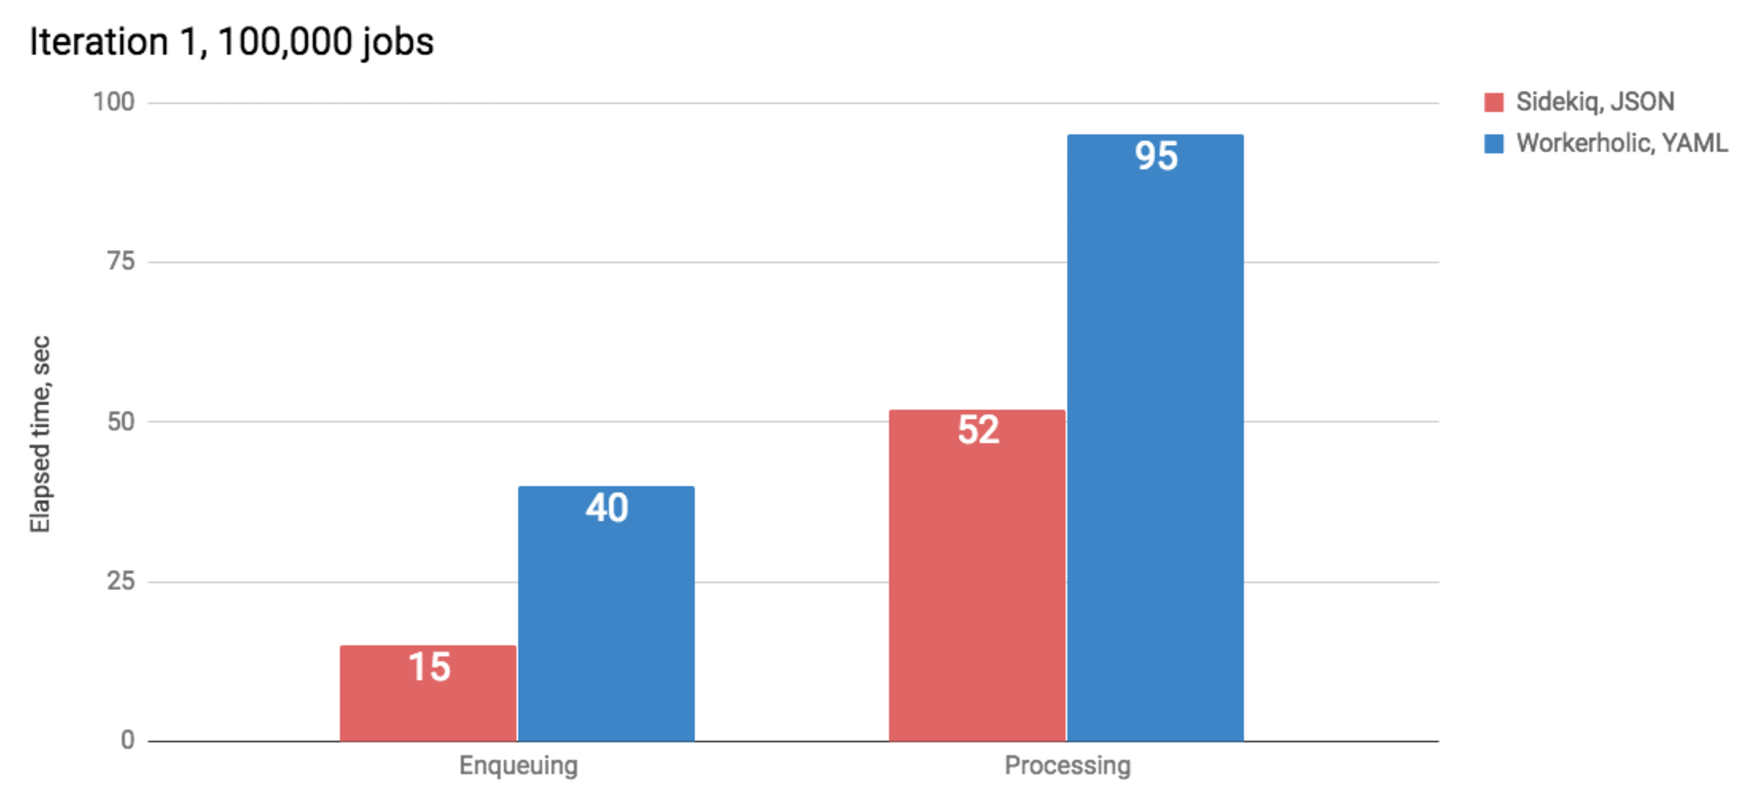 Iteration 1, 100,000 jobs
Sidekiq, JSON
Workerholic, YAML
Elapsed time, sec
100
75
50
25
0
15
40
52
95
Enqueuing
Processing